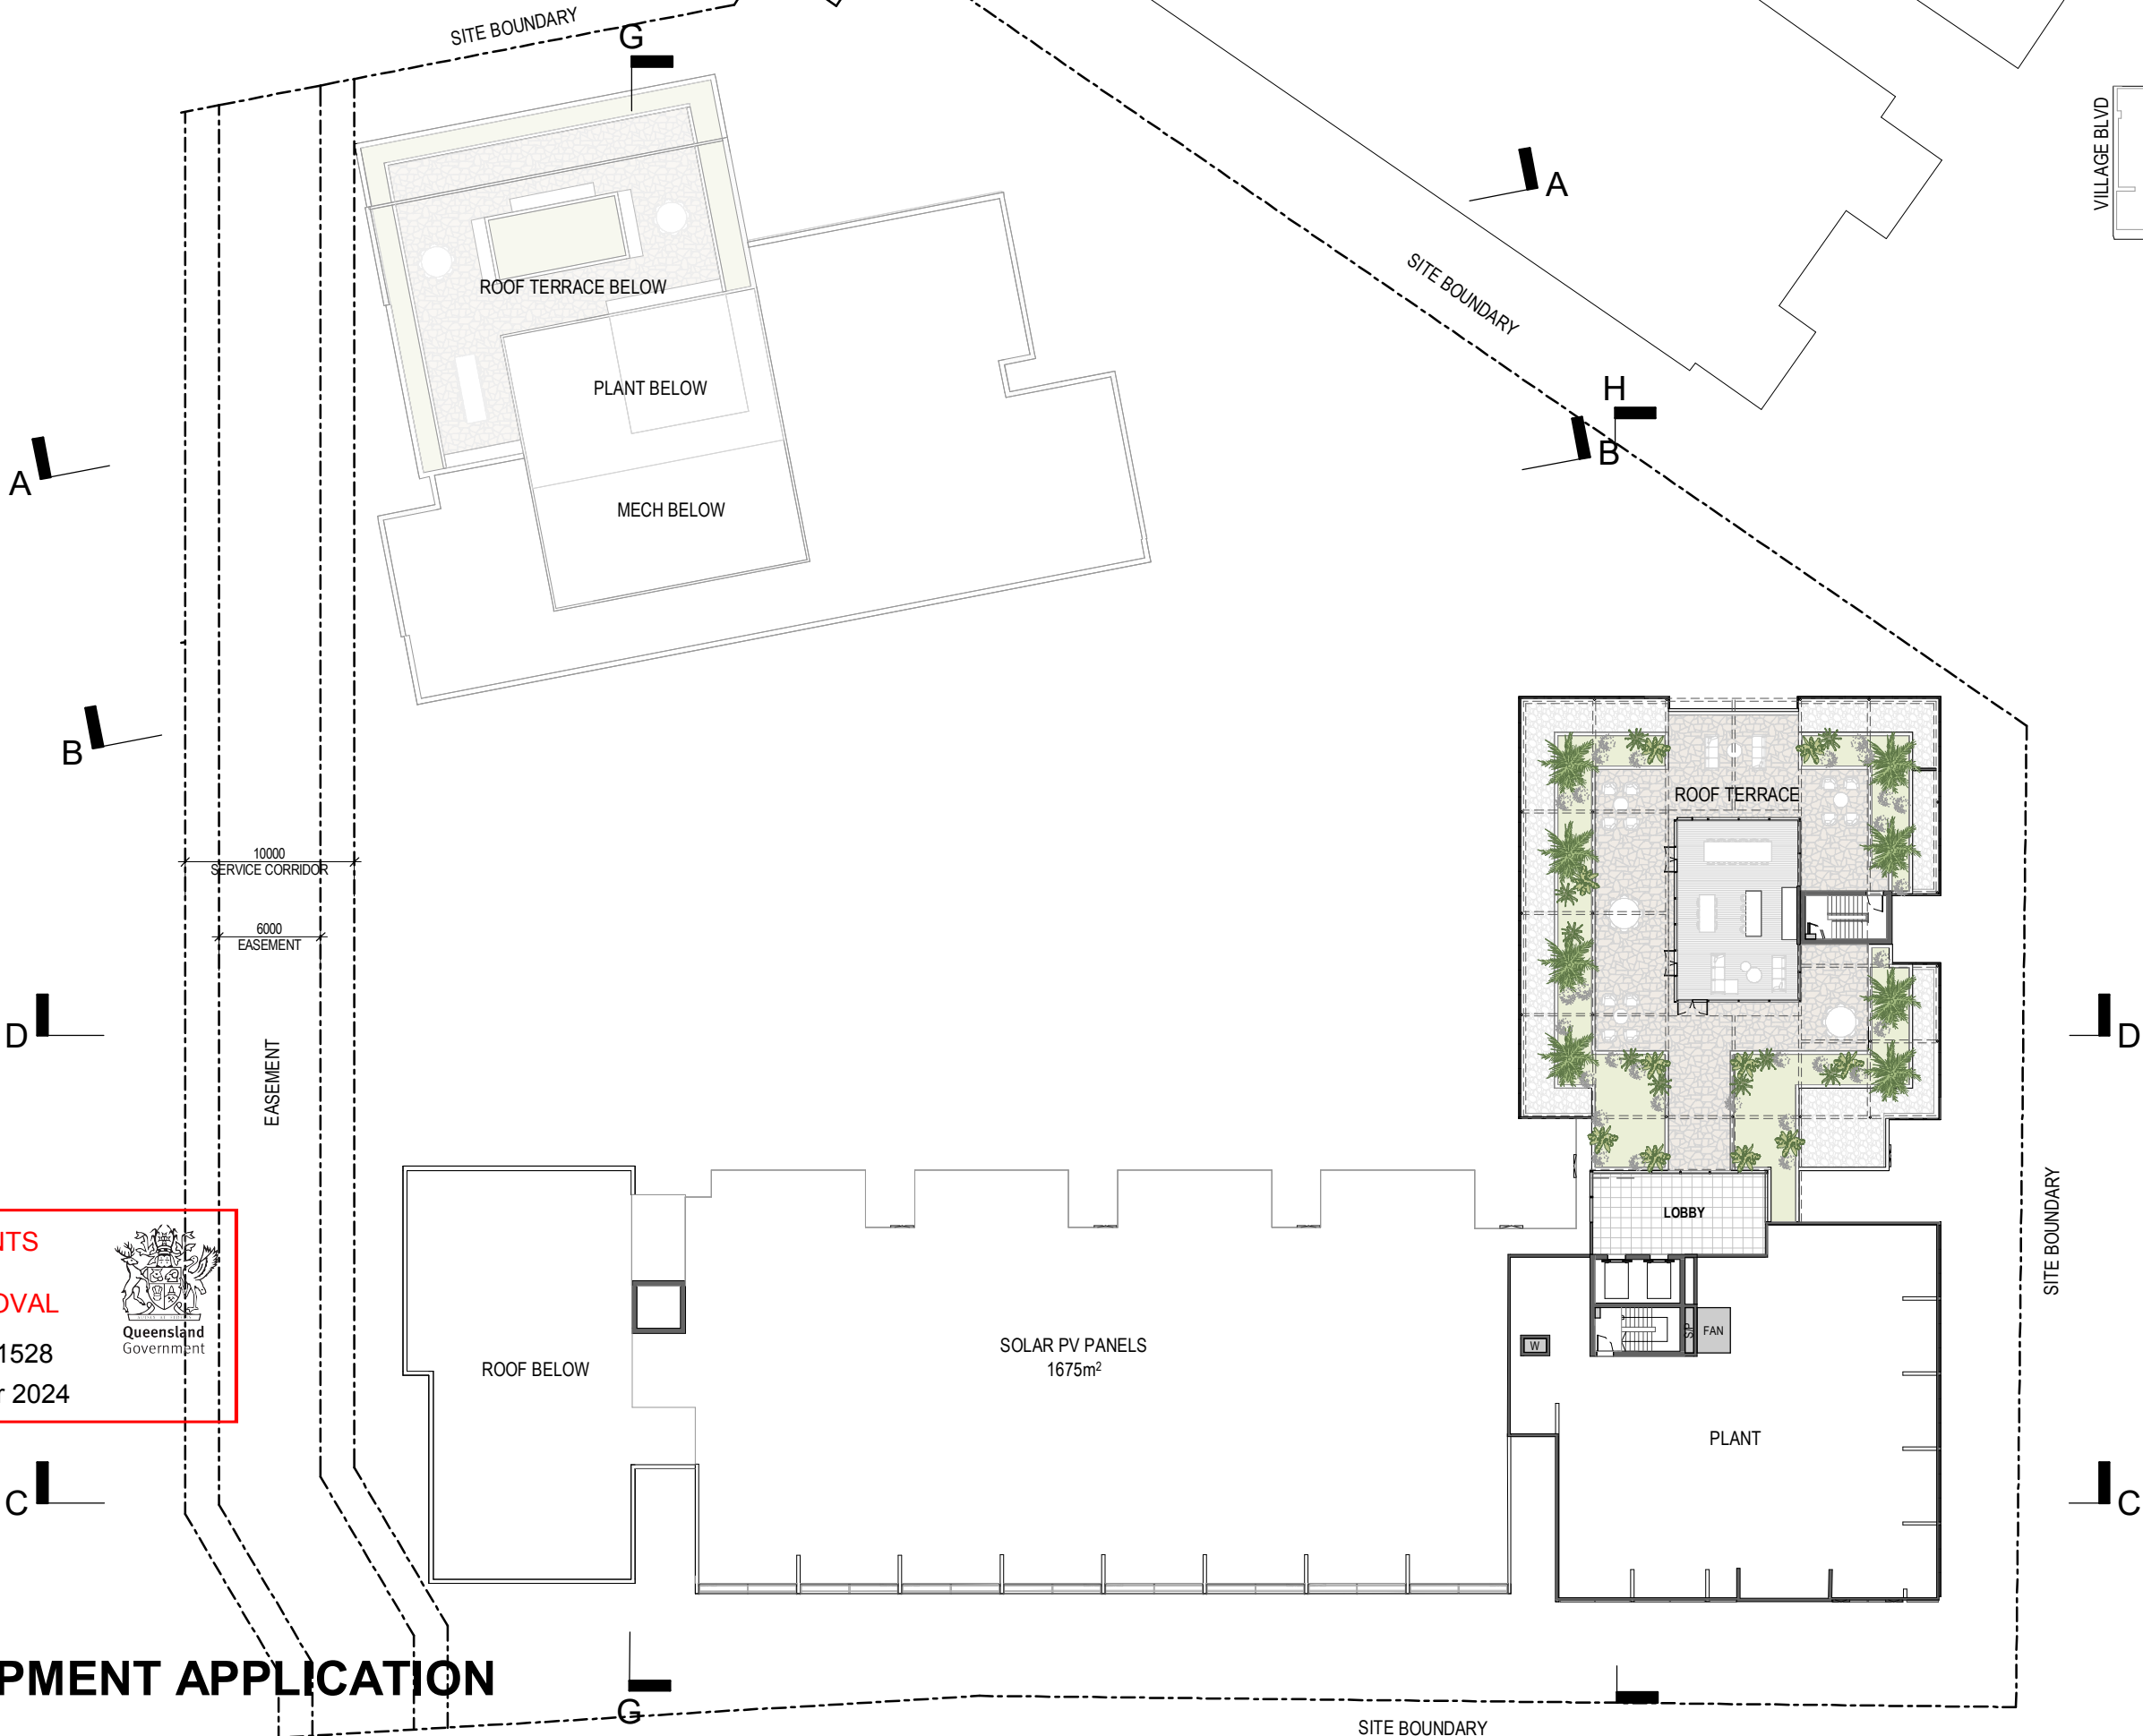 SITE BOUNDARY
G
VILLAGE BLVD
A
SITE BOUNDARY
ROOF TERRACE BELOW
PLANT BELOW
H
B
A
MECH BELOW
B
ROOF TERRACE
10000
SERVICE CORRIDOR
6000
EASEMENT
D
D
EASEMENT
SITE BOUNDARY
LOBBY
NTS
OVAL
Queensland
Government
1528
r 2024
S/P
FAN
W
SOLAR PV PANELS
1675m²
ROOF BELOW
PLANT
C
C
PMENT APPLICATION
G
SITE BOUNDARY